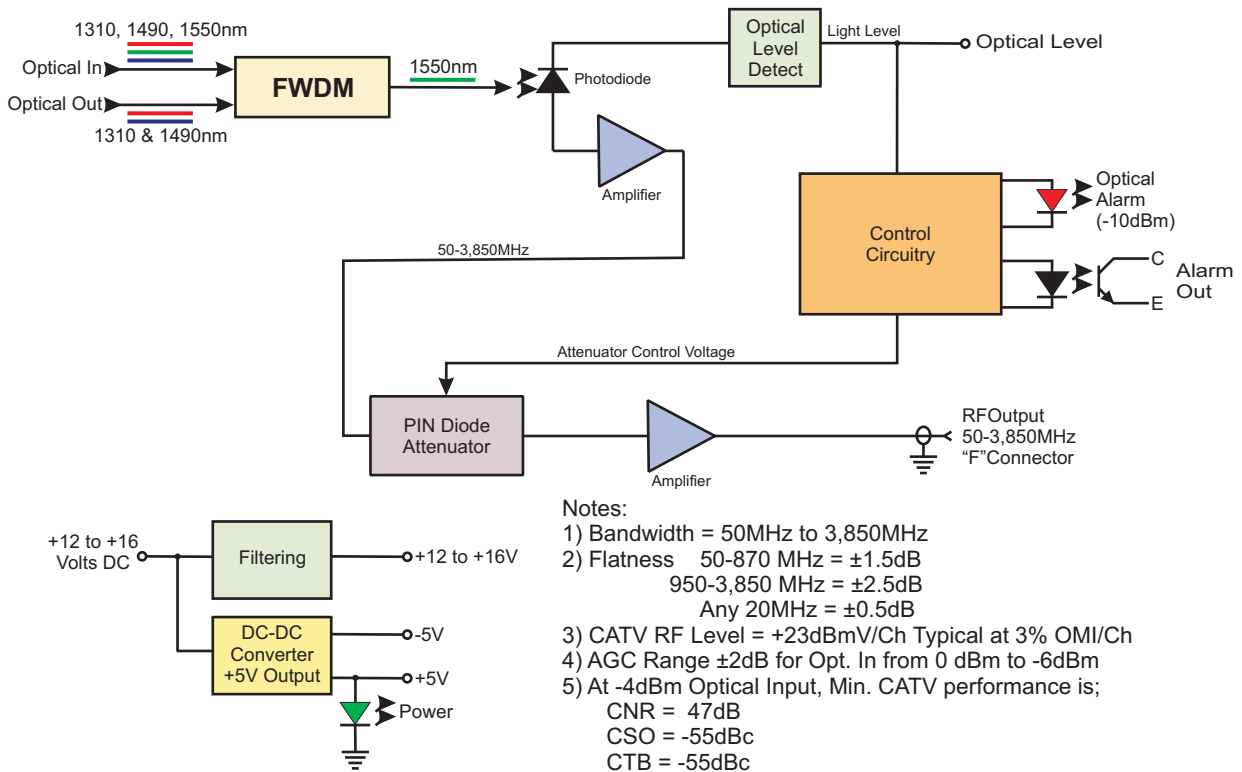 1310, 1490, 1550nm
Optical In
Optical Out
1310 & 1490nm
FWDM
1550nm
Photodiode
Amplifier
Optical
Level
Detect
Light Level
Optical Level
Control
Circuitry
Optical
Alarm
(-10dBm)
C
E
Alarm
Out
50-3,850MHz
Attenuator Control Voltage
PIN Diode
Attenuator
Amplifier
RFOutput
50-3,850MHz
“F”Connector
+12 to +16
Volts DC
Filtering
+12 to +16V
DC-DC
Converter
+5V Output
-5V
+5V
Power
Notes:
1) Bandwidth = 50MHz to 3,850MHz
2) Flatness 50-870 MHz = ±1.5dB
950-3,850 MHz = ±2.5dB
Any 20MHz = ±0.5dB
3) CATV RF Level = +23dBmV/Ch Typical at 3% OMI/Ch
4) AGC Range ±2dB for Opt. In from 0 dBm to -6dBm
5) At -4dBm Optical Input, Min. CATV performance is;
CNR = 47dB
CSO = -55dBc
CTB = -55dBc